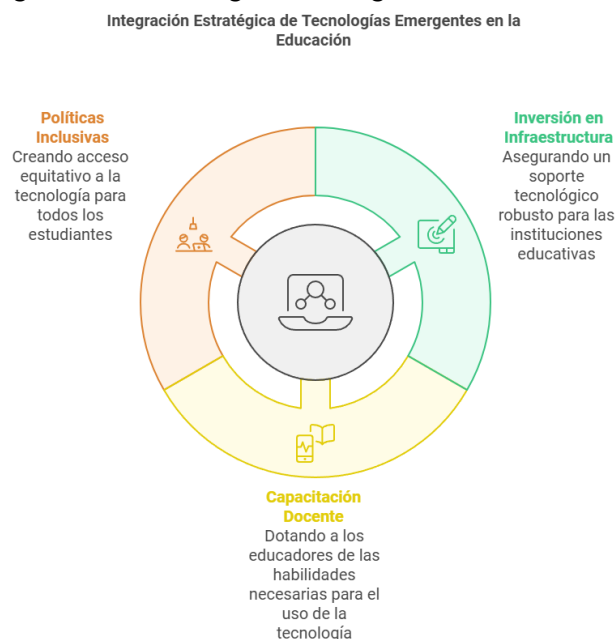 Integración Estratégica de Tecnologías Emergentes en la
Educación
Políticas
Inclusivas
Creando acceso
equitativo a la
tecnología para
todos los
estudiantes
Inversión en
Infraestructura
Asegurando un
soporte
tecnológico
robusto para las
instituciones
educativas
Capacitación
Docente
Dotando a los
educadores de las
habilidades
necesarias para el
uso de la
tecnología